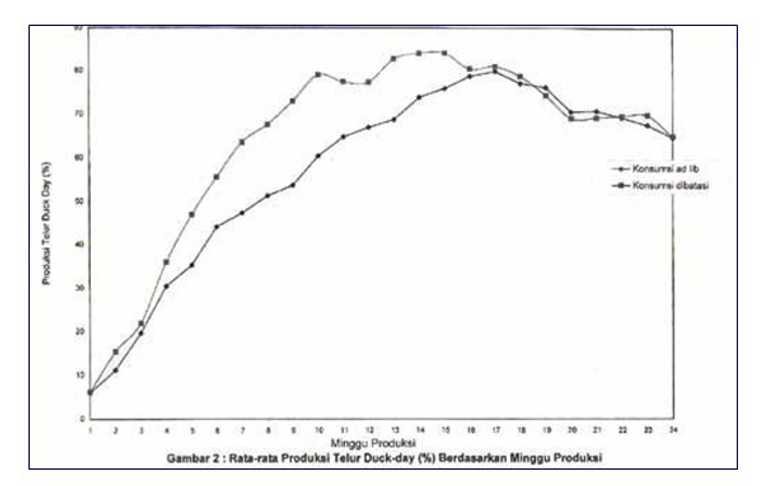 90
80
70
60
50
40
30
20
10
0
Produksi Telur Duck Day (%)
Konsumsi ad lib
Konsumsi dibatasi
1 2 3 4 5 6 7 8 9 10 11 12 13 14 15 16 17 18 19 20 21 22 23 24
Minggu Produksi
Gambar 2 : Rata-rata Produksi Telur Duck-day (%) Berdasarkan Minggu Produksi